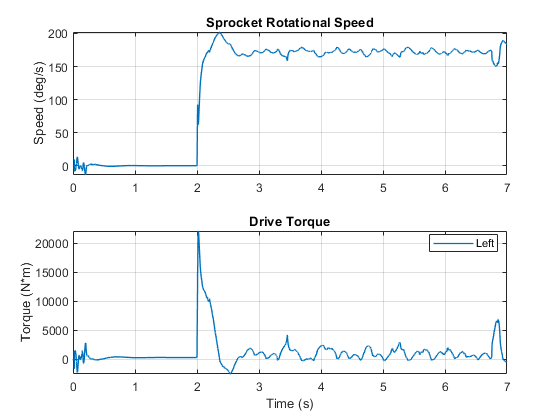 Sprocket Rotational Speed
200
150
100
50
0
Speed (deg/s)
0 1 2 3 4 5 6 7
Drive Torque
Left
20000
15000
10000
5000
0
Torque (N*m)
0 1 2 3 4 5 6 7
Time (s)